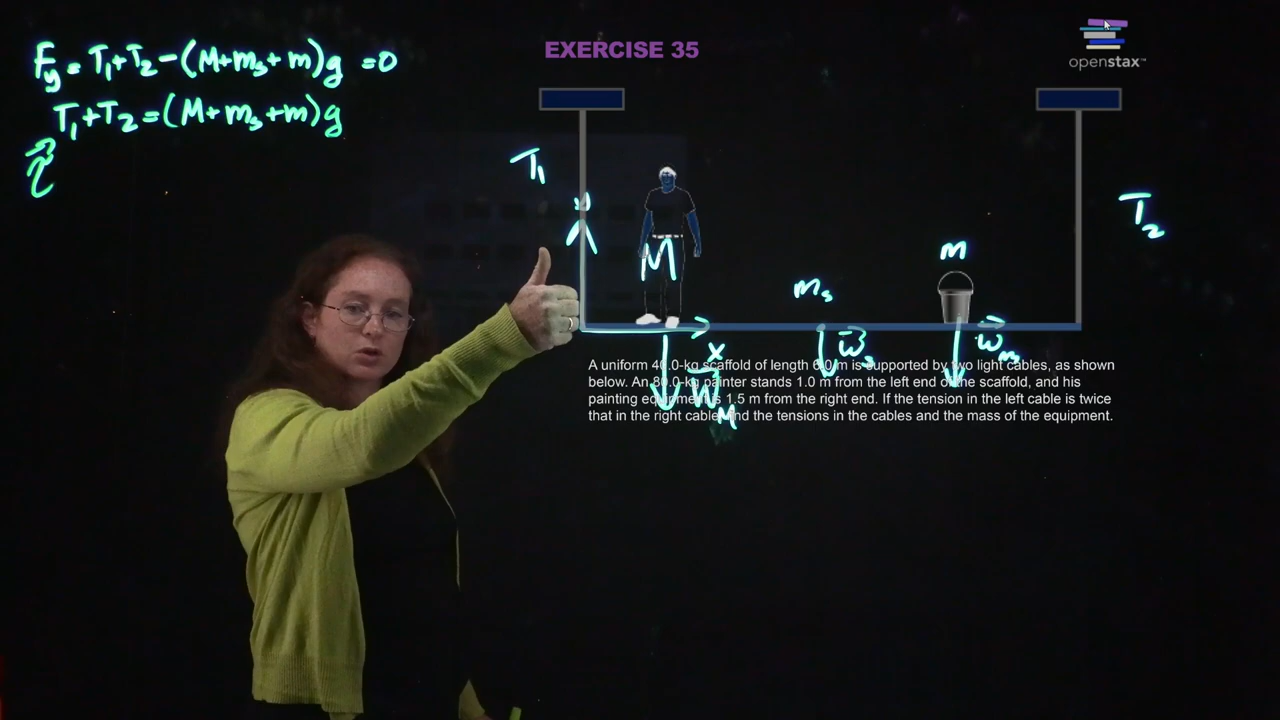 EXERCISE 35
openstax™
F⃗y = T₁+T₂-(M+mₛ+m)g =0
T₁+T₂=(M+mₛ+m)g
τ⃗
T₁
y
M
mₛ
m
T₂
x
w⃗ₛ
w⃗ₘ
w⃗M
A uniform 40.0-kg scaffold of length 6.0 m is supported by two light cables, as shown
below. An 80.0-kg painter stands 1.0 m from the left end of the scaffold, and his
painting equipment is 1.5 m from the right end. If the tension in the left cable is twice
that in the right cable, find the tensions in the cables and the mass of the equipment.